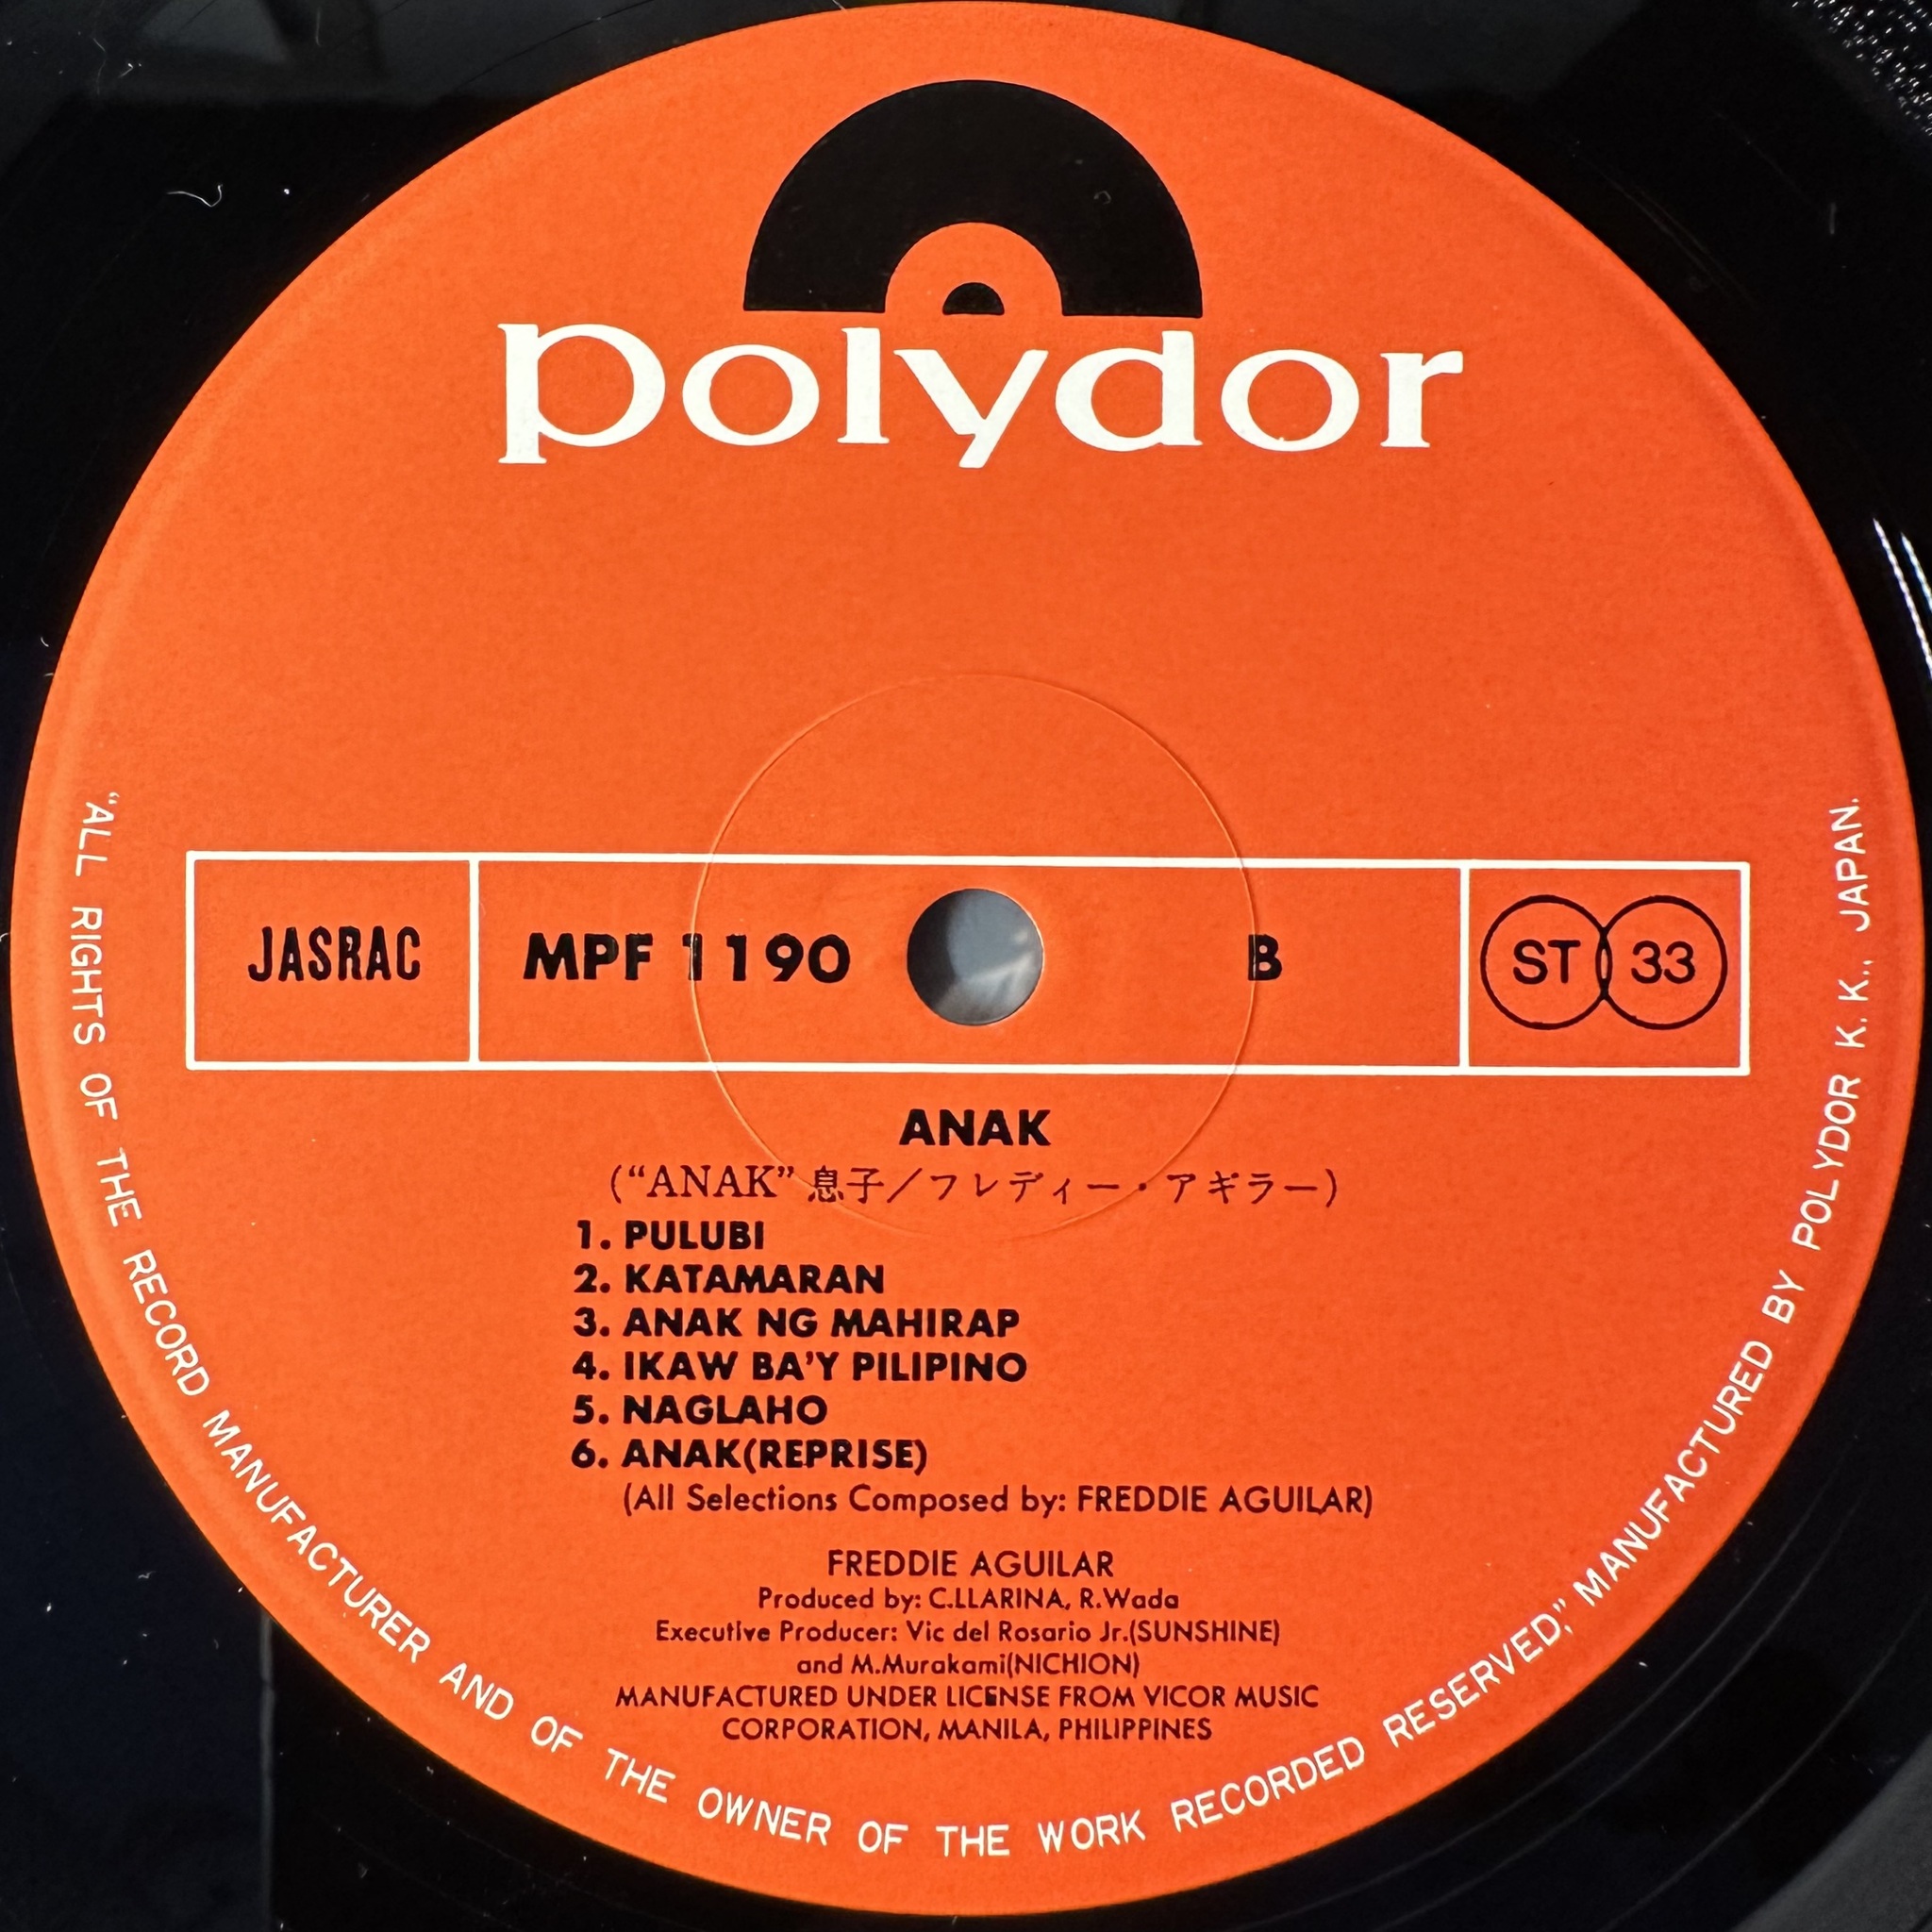 polydor
JASRAC
MPF 1190
B
ST 33
ANAK
(“ANAK” 息子／フレディー・アギラー)
1. PULUBI
2. KATAMARAN
3. ANAK NG MAHIRAP
4. IKAW BA'Y PILIPINO
5. NAGLAHO
6. ANAK(REPRISE)
(All Selections Composed by: FREDDIE AGUILAR)
FREDDIE AGUILAR
Produced by: C.LLARINA, R.Wada
Executive Producer: Vic del Rosario Jr.(SUNSHINE)
and M.Murakami(NICHION)
MANUFACTURED UNDER LICENSE FROM VICOR MUSIC
CORPORATION, MANILA, PHILIPPINES
“ALL RIGHTS OF THE RECORD MANUFACTURER AND OF THE OWNER OF THE WORK RECORDED RESERVED,” MANUFACTURED BY POLYDOR K. K., JAPAN.